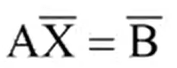 AX̅ = B̅